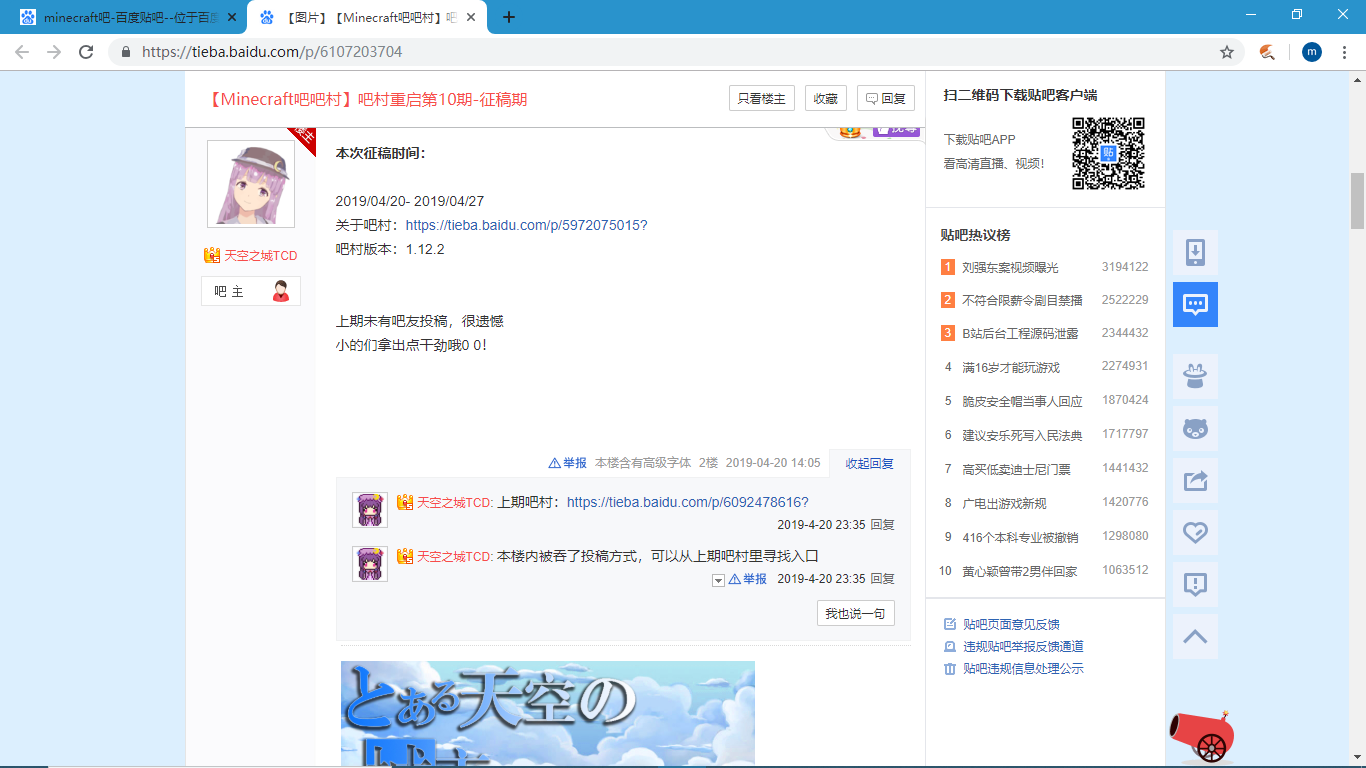 minecraft吧-百度贴吧--位于百度
【图片】【Minecraft吧吧村】吧
https://tieba.baidu.com/p/6107203704
m
【Minecraft吧吧村】吧村重启第10期-征稿期
只看楼主
收藏
回复
楼主
天空之城TCD
吧 主
本次征稿时间：
2019/04/20- 2019/04/27
关于吧村：https://tieba.baidu.com/p/5972075015?
吧村版本：1.12.2
上期未有吧友投稿，很遗憾
小的们拿出点干劲哦0 0!
举报 本楼含有高级字体 2楼 2019-04-20 14:05 收起回复
天空之城TCD: 上期吧村：https://tieba.baidu.com/p/6092478616?
2019-4-20 23:35 回复
天空之城TCD: 本楼内被吞了投稿方式，可以从上期吧村里寻找入口
举报 2019-4-20 23:35 回复
我也说一句
とある天空の
扫二维码下载贴吧客户端
下载贴吧APP
看高清直播、视频！
贴
贴吧热议榜
1 刘强东案视频曝光 3194122
2 不符合限薪令剧目禁播 2522229
3 B站后台工程源码泄露 2344432
4 满16岁才能玩游戏 2274931
5 脆皮安全帽当事人回应 1870424
6 建议安乐死写入民法典 1717797
7 高买低卖迪士尼门票 1441432
8 广电出游戏新规 1420776
9 416个本科专业被撤销 1298080
10 黄心颖曾带2男伴回家 1063512
贴吧页面意见反馈
违规贴吧举报反馈通道
贴吧违规信息处理公示